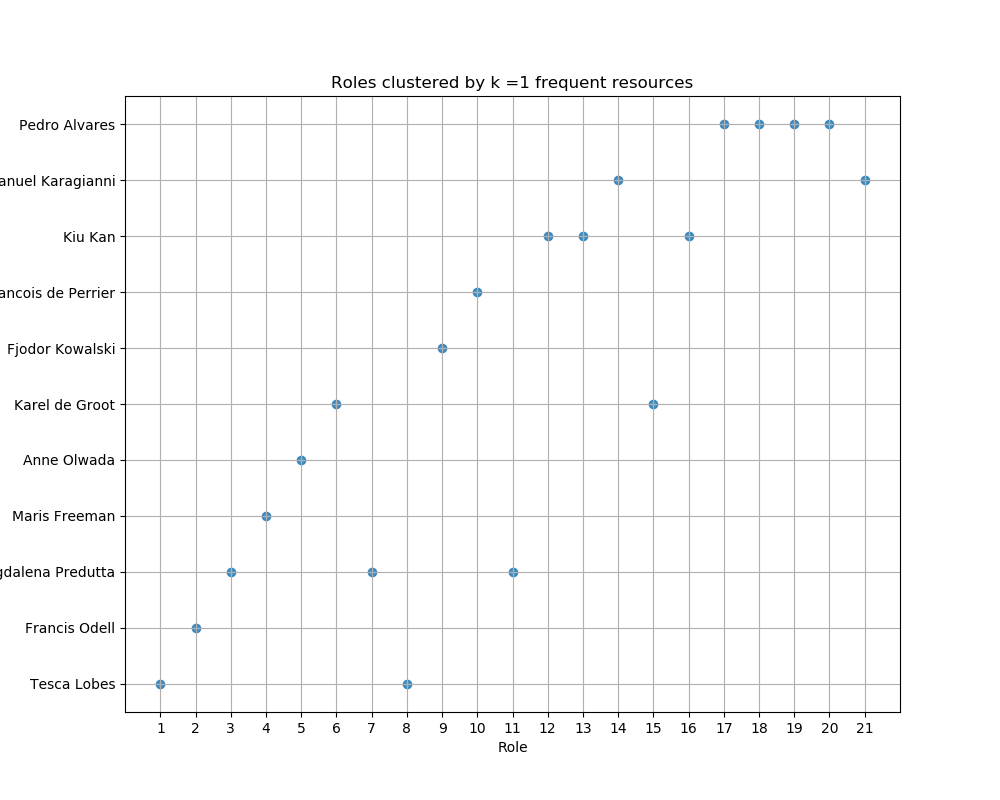 Roles clustered by k =1 frequent resources
Pedro Alvares
anuel Karagianni
Kiu Kan
ancois de Perrier
Fjodor Kowalski
Karel de Groot
Anne Olwada
Maris Freeman
gdalena Predutta
Francis Odell
Tesca Lobes
1 2 3 4 5 6 7 8 9 10 11 12 13 14 15 16 17 18 19 20 21
Role